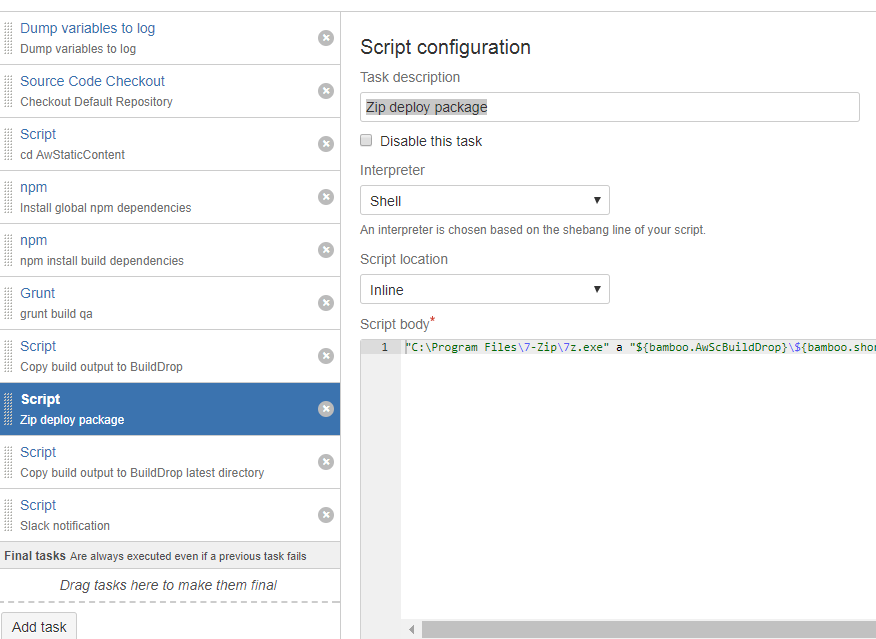 Dump variables to log
Dump variables to log
Source Code Checkout
Checkout Default Repository
Script
cd AwStaticContent
npm
Install global npm dependencies
npm
npm install build dependencies
Grunt
grunt build qa
Script
Copy build output to BuildDrop
Script
Zip deploy package
Script
Copy build output to BuildDrop latest directory
Script
Slack notification
Final tasks Are always executed even if a previous task fails
Drag tasks here to make them final
Add task
Script configuration
Task description
Zip deploy package
Disable this task
Interpreter
Shell
An interpreter is chosen based on the shebang line of your script.
Script location
Inline
Script body*
1 "C:\Program Files\7-Zip\7z.exe" a "${bamboo.AwScBuildDrop}\${bamboo.shor